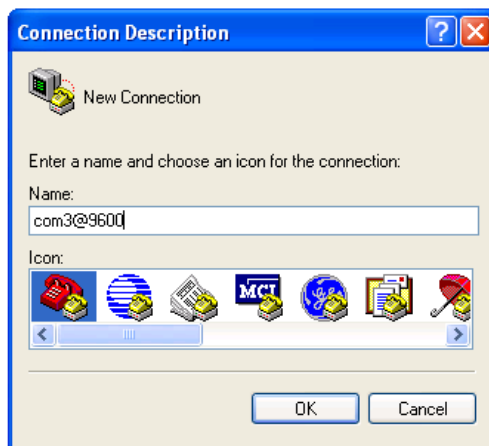 Connection Description
New Connection
Enter a name and choose an icon for the connection:
Name:
com3@9600
Icon:
MCI
OK
Cancel